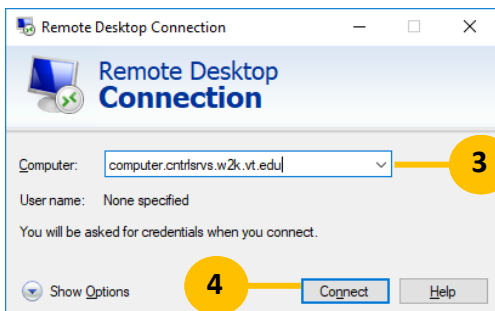 Remote Desktop Connection
Remote Desktop
Connection
Computer: computer.cntrlsrvs.w2k.vt.edu
3
User name: None specified
You will be asked for credentials when you connect.
Show Options
4
Connect
Help